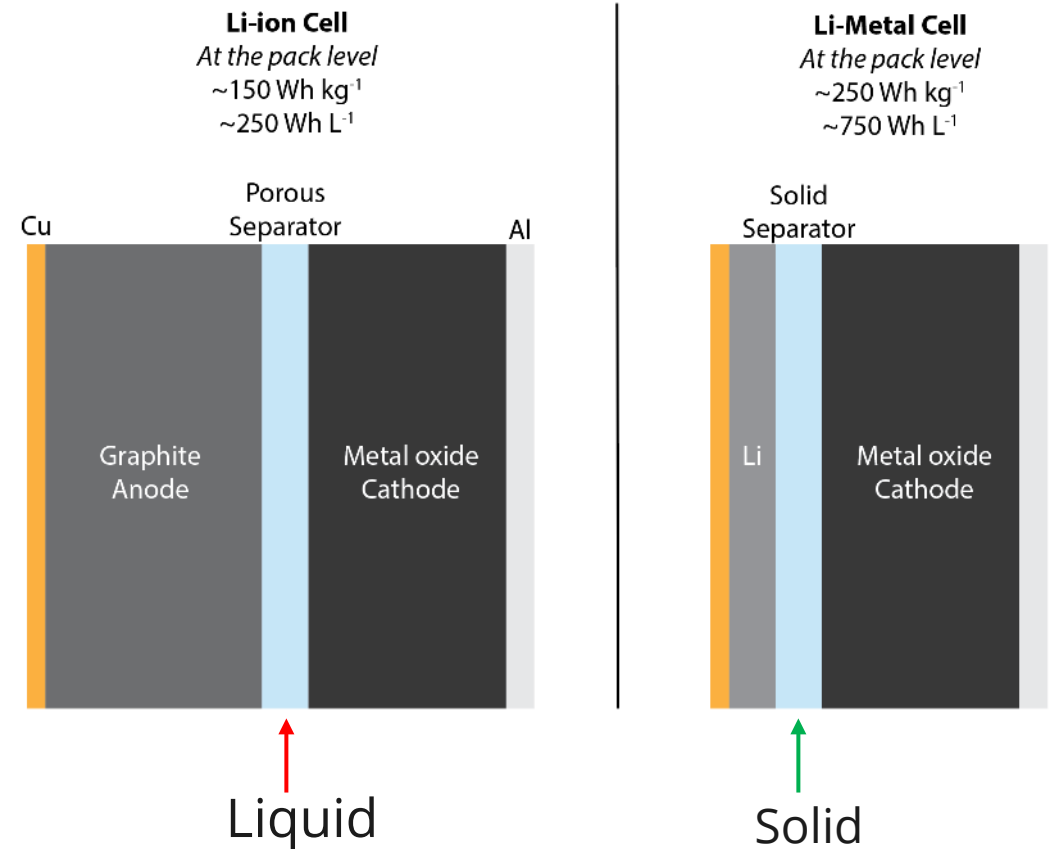 Li-ion Cell
At the pack level
~150 Wh kg⁻¹
~250 Wh L⁻¹
Porous
Separator
Cu
Al
Graphite
Anode
Metal oxide
Cathode
Liquid
Li-Metal Cell
At the pack level
~250 Wh kg⁻¹
~750 Wh L⁻¹
Solid
Separator
Li
Metal oxide
Cathode
Solid